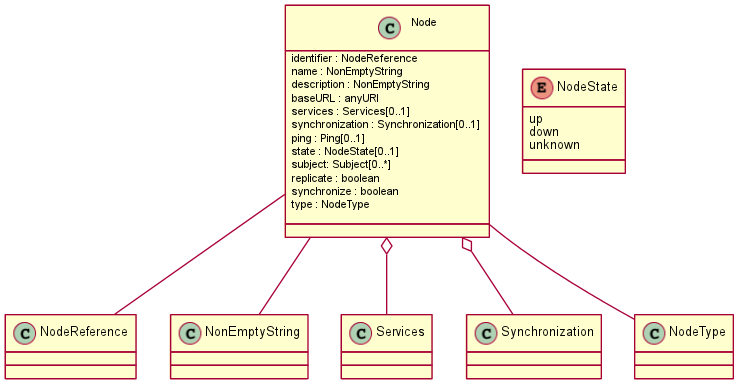 C Node
identifier : NodeReference
name : NonEmptyString
description : NonEmptyString
baseURL : anyURI
services : Services[0..1]
synchronization : Synchronization[0..1]
ping : Ping[0..1]
state : NodeState[0..1]
subject: Subject[0..*]
replicate : boolean
synchronize : boolean
type : NodeType
E NodeState
up
down
unknown
C NodeReference
C NonEmptyString
C Services
C Synchronization
C NodeType